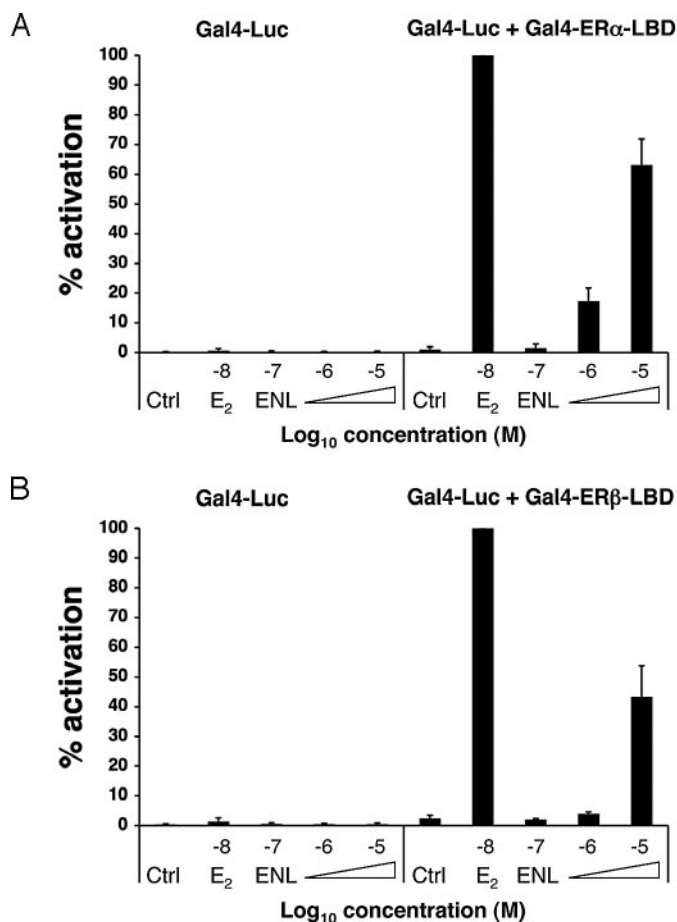 A
Gal4-Luc
Gal4-Luc + Gal4-ERα-LBD
% activation
100
90
80
70
60
50
40
30
20
10
0
-8 -7 -6 -5 -8 -7 -6 -5
Ctrl E₂ ENL Ctrl E₂ ENL
Log₁₀ concentration (M)
B
Gal4-Luc
Gal4-Luc + Gal4-ERβ-LBD
% activation
100
90
80
70
60
50
40
30
20
10
0
-8 -7 -6 -5 -8 -7 -6 -5
Ctrl E₂ ENL Ctrl E₂ ENL
Log₁₀ concentration (M)